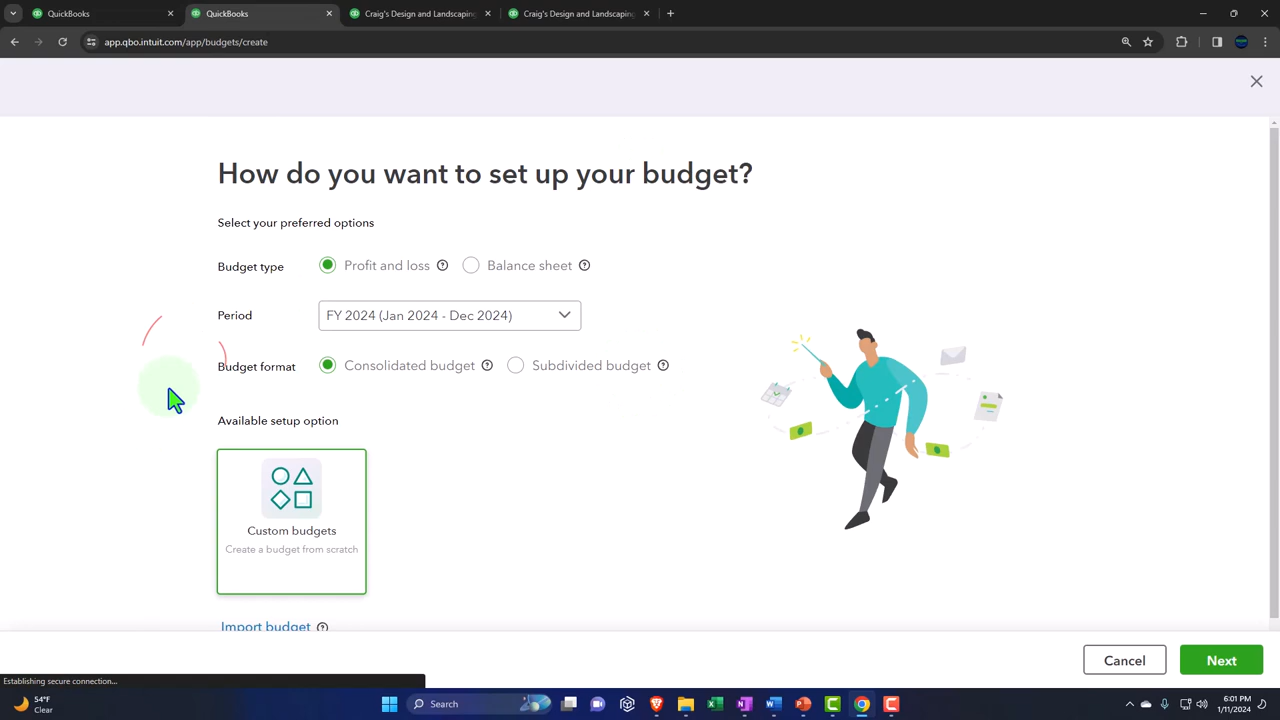 QuickBooks
QuickBooks
Craig's Design and Landscaping
Craig's Design and Landscaping
app.qbo.intuit.com/app/budgets/create
How do you want to set up your budget?
Select your preferred options
Budget type
Profit and loss
Balance sheet
Period
FY 2024 (Jan 2024 - Dec 2024)
Budget format
Consolidated budget
Subdivided budget
Available setup option
Custom budgets
Create a budget from scratch
Import budget
Cancel
Next
Establishing secure connection...
54°F
Clear
Search
6:01 PM
1/11/2024